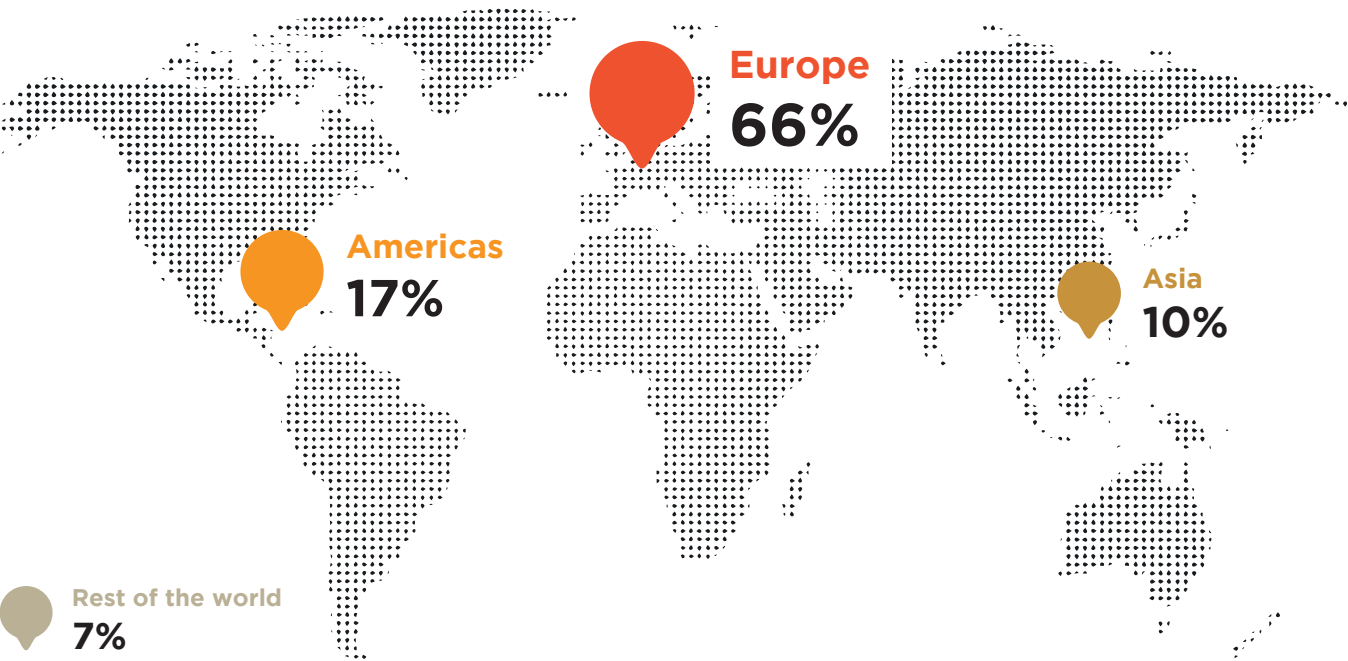 Europe
66%
Americas
17%
Asia
10%
Rest of the world
7%